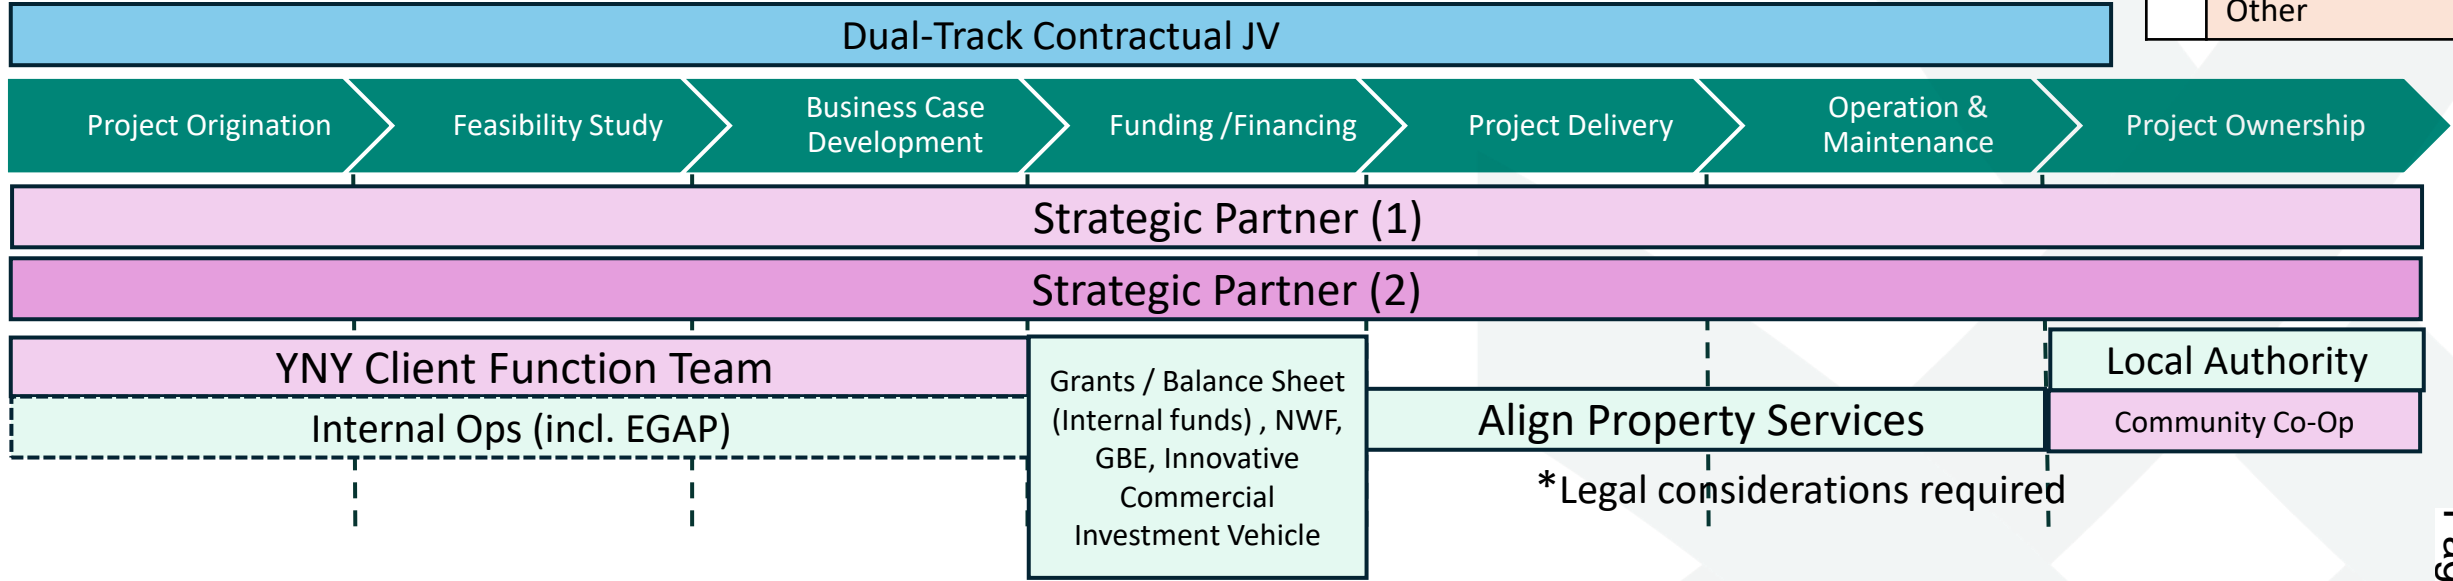 Other
Dual-Track Contractual JV
Project Origination
Feasibility Study
Business Case
Development
Funding /Financing
Project Delivery
Operation &
Maintenance
Project Ownership
Strategic Partner (1)
Strategic Partner (2)
YNY Client Function Team
Internal Ops (incl. EGAP)
Grants / Balance Sheet
(Internal funds) , NWF,
GBE, Innovative
Commercial
Investment Vehicle
Align Property Services
*Legal considerations required
Local Authority
Community Co-Op